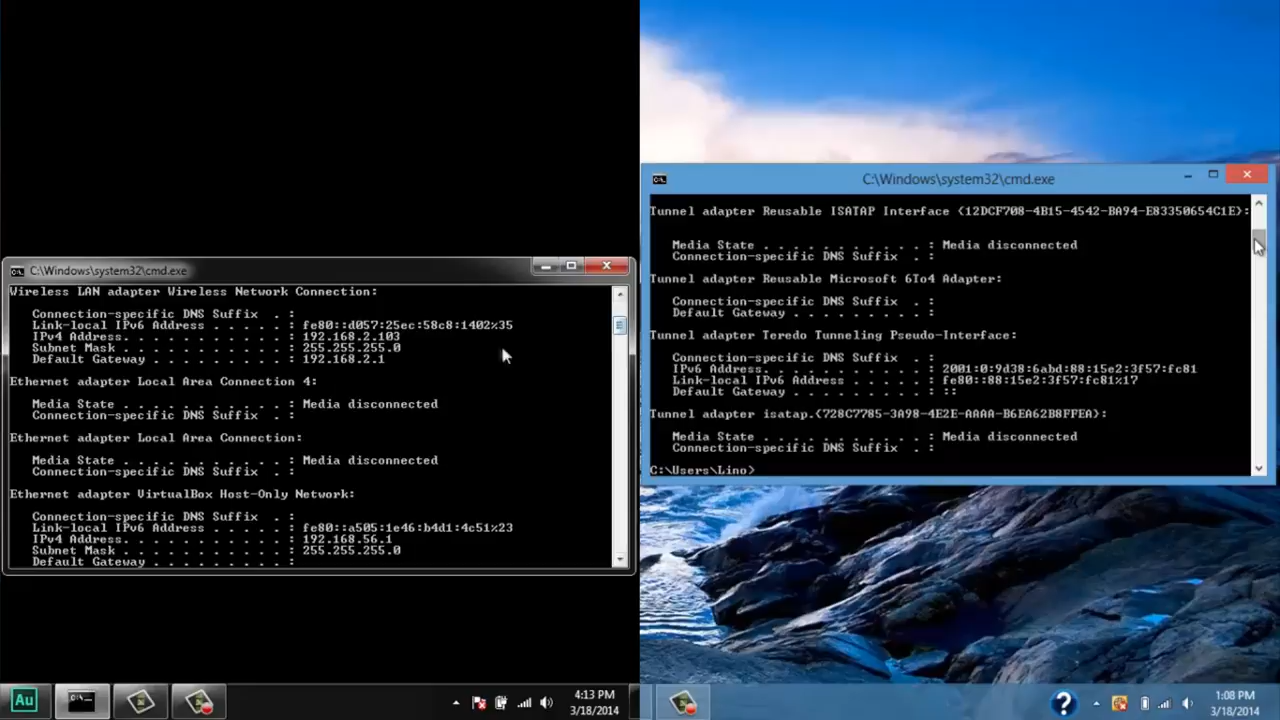 C:\Windows\system32\cmd.exe
Wireless LAN adapter Wireless Network Connection:
Connection-specific DNS Suffix . :
Link-local IPv6 Address . . . . . : fe80::d057:25ec:58c8:1402%35
IPv4 Address. . . . . . . . . . . : 192.168.2.103
Subnet Mask . . . . . . . . . . . : 255.255.255.0
Default Gateway . . . . . . . . . : 192.168.2.1
Ethernet adapter Local Area Connection 4:
Media State . . . . . . . . . . . : Media disconnected
Connection-specific DNS Suffix . :
Ethernet adapter Local Area Connection:
Media State . . . . . . . . . . . : Media disconnected
Connection-specific DNS Suffix . :
Ethernet adapter VirtualBox Host-Only Network:
Connection-specific DNS Suffix . :
Link-local IPv6 Address . . . . . : fe80::a505:1e46:b4d1:4c51%23
IPv4 Address. . . . . . . . . . . : 192.168.56.1
Subnet Mask . . . . . . . . . . . : 255.255.255.0
Default Gateway . . . . . . . . . :
Au
C:\.
4:13 PM
3/18/2014
C:\Windows\system32\cmd.exe
Tunnel adapter Reusable ISATAP Interface {12DCF708-4B15-4542-BA94-E83350654C1E}:
Media State . . . . . . . . . . . : Media disconnected
Connection-specific DNS Suffix . :
Tunnel adapter Reusable Microsoft 6To4 Adapter:
Connection-specific DNS Suffix . :
Default Gateway . . . . . . . . . :
Tunnel adapter Teredo Tunneling Pseudo-Interface:
Connection-specific DNS Suffix . :
IPv6 Address. . . . . . . . . . . : 2001:0:9d38:6abd:88:15e2:3f57:fc81
Link-local IPv6 Address . . . . . : fe80::88:15e2:3f57:fc81%17
Default Gateway . . . . . . . . . : ::
Tunnel adapter isatap.{728C7785-3A98-4E2E-AAAA-B6EA62B8FFEA}:
Media State . . . . . . . . . . . : Media disconnected
Connection-specific DNS Suffix . :
C:\Users\Lino>
?
1:08 PM
3/18/2014